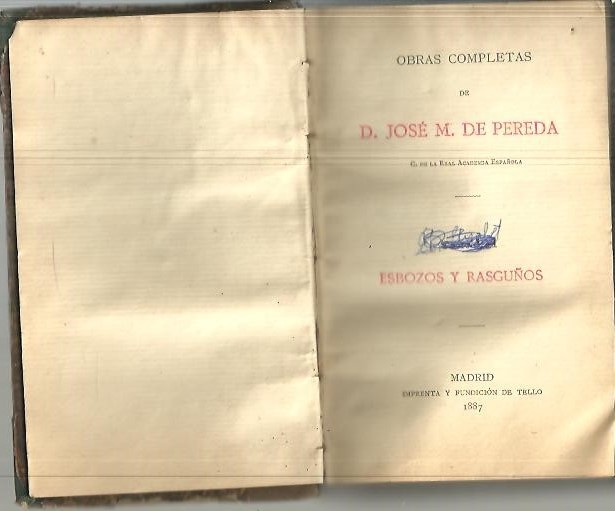 OBRAS COMPLETAS
DE
D. JOSÉ M. DE PEREDA
C. DE LA REAL ACADEMIA ESPAÑOLA
ESBOZOS Y RASGUÑOS
MADRID
IMPRENTA Y FUNDICIÓN DE TELLO
1887